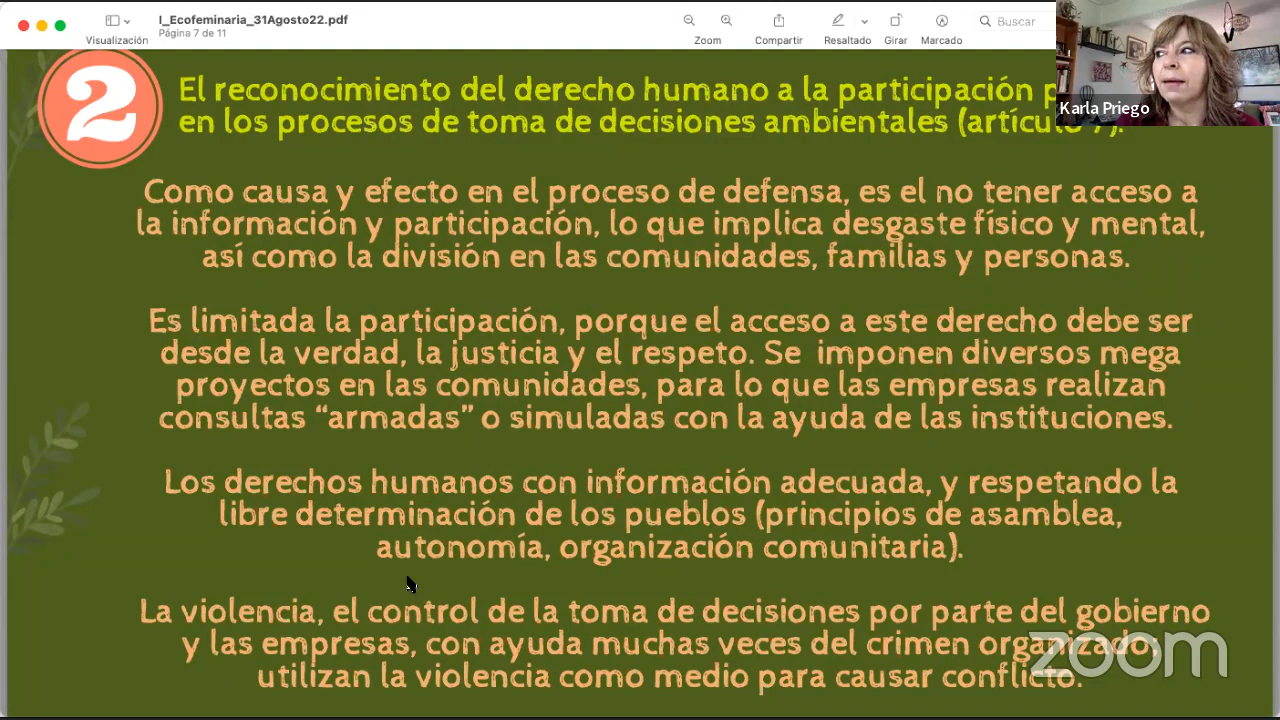 I_Ecofeminaria_31Agosto22.pdf
Página 7 de 11
Visualización
Zoom
Compartir
Resaltado
Girar
Marcado
Buscar
Karla Priego
2
El reconocimiento del derecho humano a la participación
en los procesos de toma de decisiones ambientales (artículo 7).
Como causa y efecto en el proceso de defensa, es el no tener acceso a
la información y participación, lo que implica desgaste físico y mental,
así como la división en las comunidades, familias y personas.
Es limitada la participación, porque el acceso a este derecho debe ser
desde la verdad, la justicia y el respeto. Se imponen diversos mega
proyectos en las comunidades, para lo que las empresas realizan
consultas “armadas” o simuladas con la ayuda de las instituciones.
Los derechos humanos con información adecuada, y respetando la
libre determinación de los pueblos (principios de asamblea,
autonomía, organización comunitaria).
La violencia, el control de la toma de decisiones por parte del gobierno
y las empresas, con ayuda muchas veces del crimen organizado;
utilizan la violencia como medio para causar conflicto.
zoom